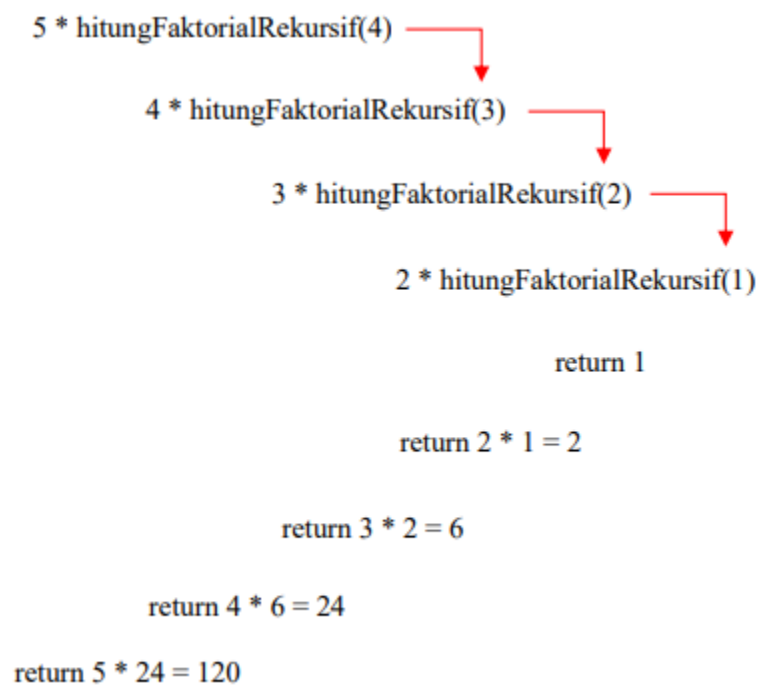 5 * hitungFaktorialRekursif(4)
4 * hitungFaktorialRekursif(3)
3 * hitungFaktorialRekursif(2)
2 * hitungFaktorialRekursif(1)
return 1
return 2 * 1 = 2
return 3 * 2 = 6
return 4 * 6 = 24
return 5 * 24 = 120